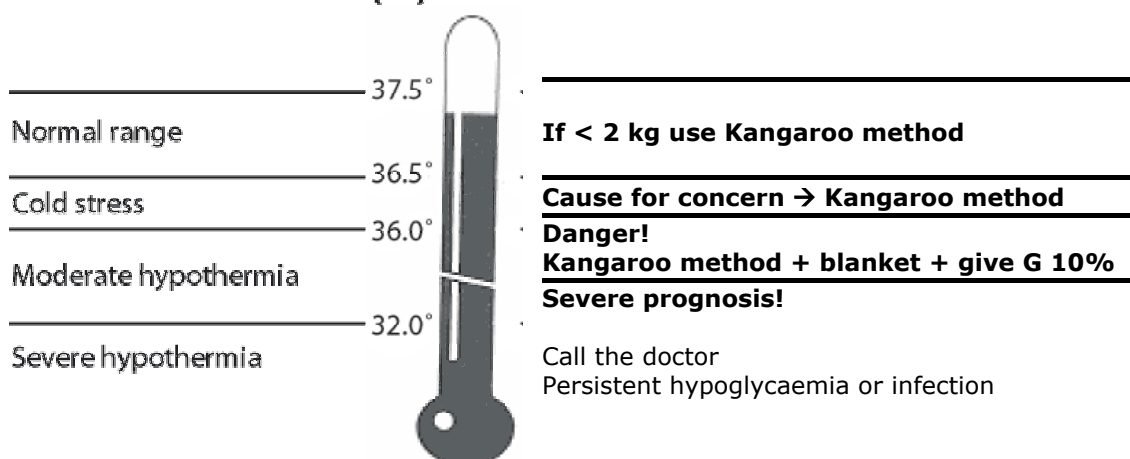 37.5°
Normal range
If < 2 kg use Kangaroo method
36.5°
Cold stress
Cause for concern → Kangaroo method
36.0°
Danger!
Moderate hypothermia
Kangaroo method + blanket + give G 10%
Severe prognosis!
32.0°
Severe hypothermia
Call the doctor
Persistent hypoglycaemia or infection